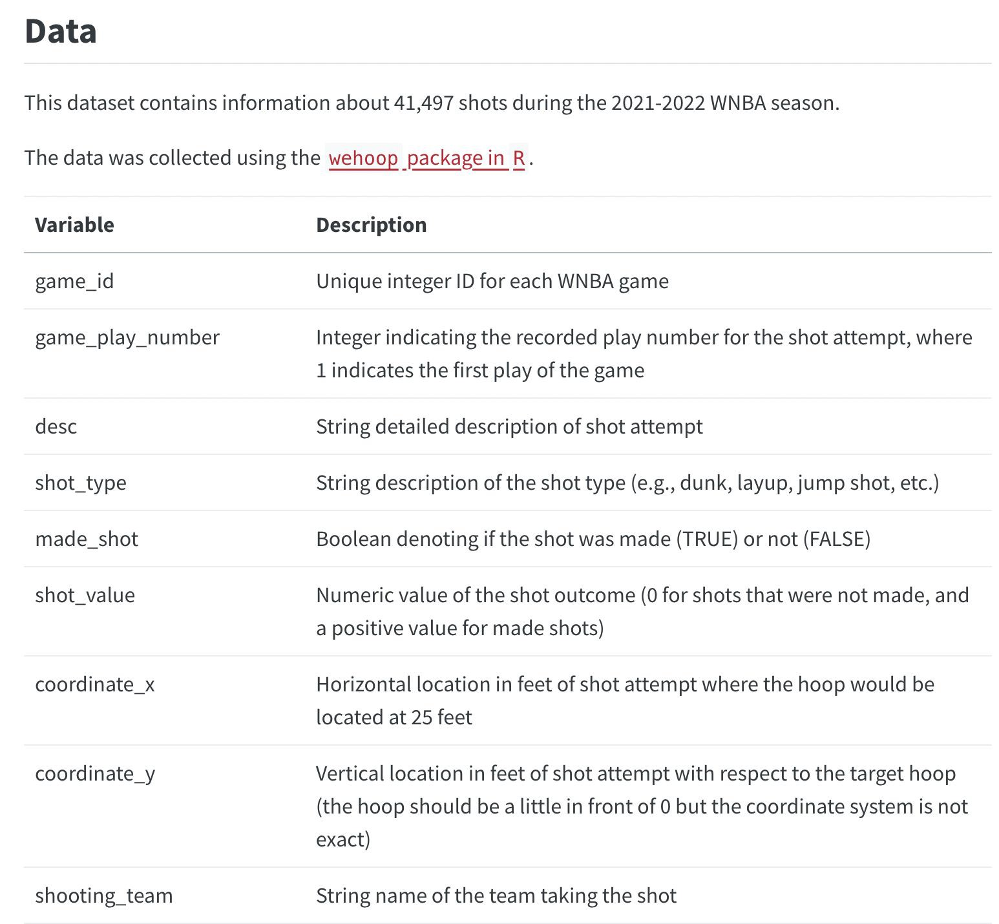 Data
This dataset contains information about 41,497 shots during the 2021-2022 WNBA season.
The data was collected using the wehoop package in R.
Variable Description
game_id Unique integer ID for each WNBA game
game_play_number Integer indicating the recorded play number for the shot attempt, where
1 indicates the first play of the game
desc String detailed description of shot attempt
shot_type String description of the shot type (e.g., dunk, layup, jump shot, etc.)
made_shot Boolean denoting if the shot was made (TRUE) or not (FALSE)
shot_value Numeric value of the shot outcome (0 for shots that were not made, and
a positive value for made shots)
coordinate_x Horizontal location in feet of shot attempt where the hoop would be
located at 25 feet
coordinate_y Vertical location in feet of shot attempt with respect to the target hoop
(the hoop should be a little in front of 0 but the coordinate system is not
exact)
shooting_team String name of the team taking the shot